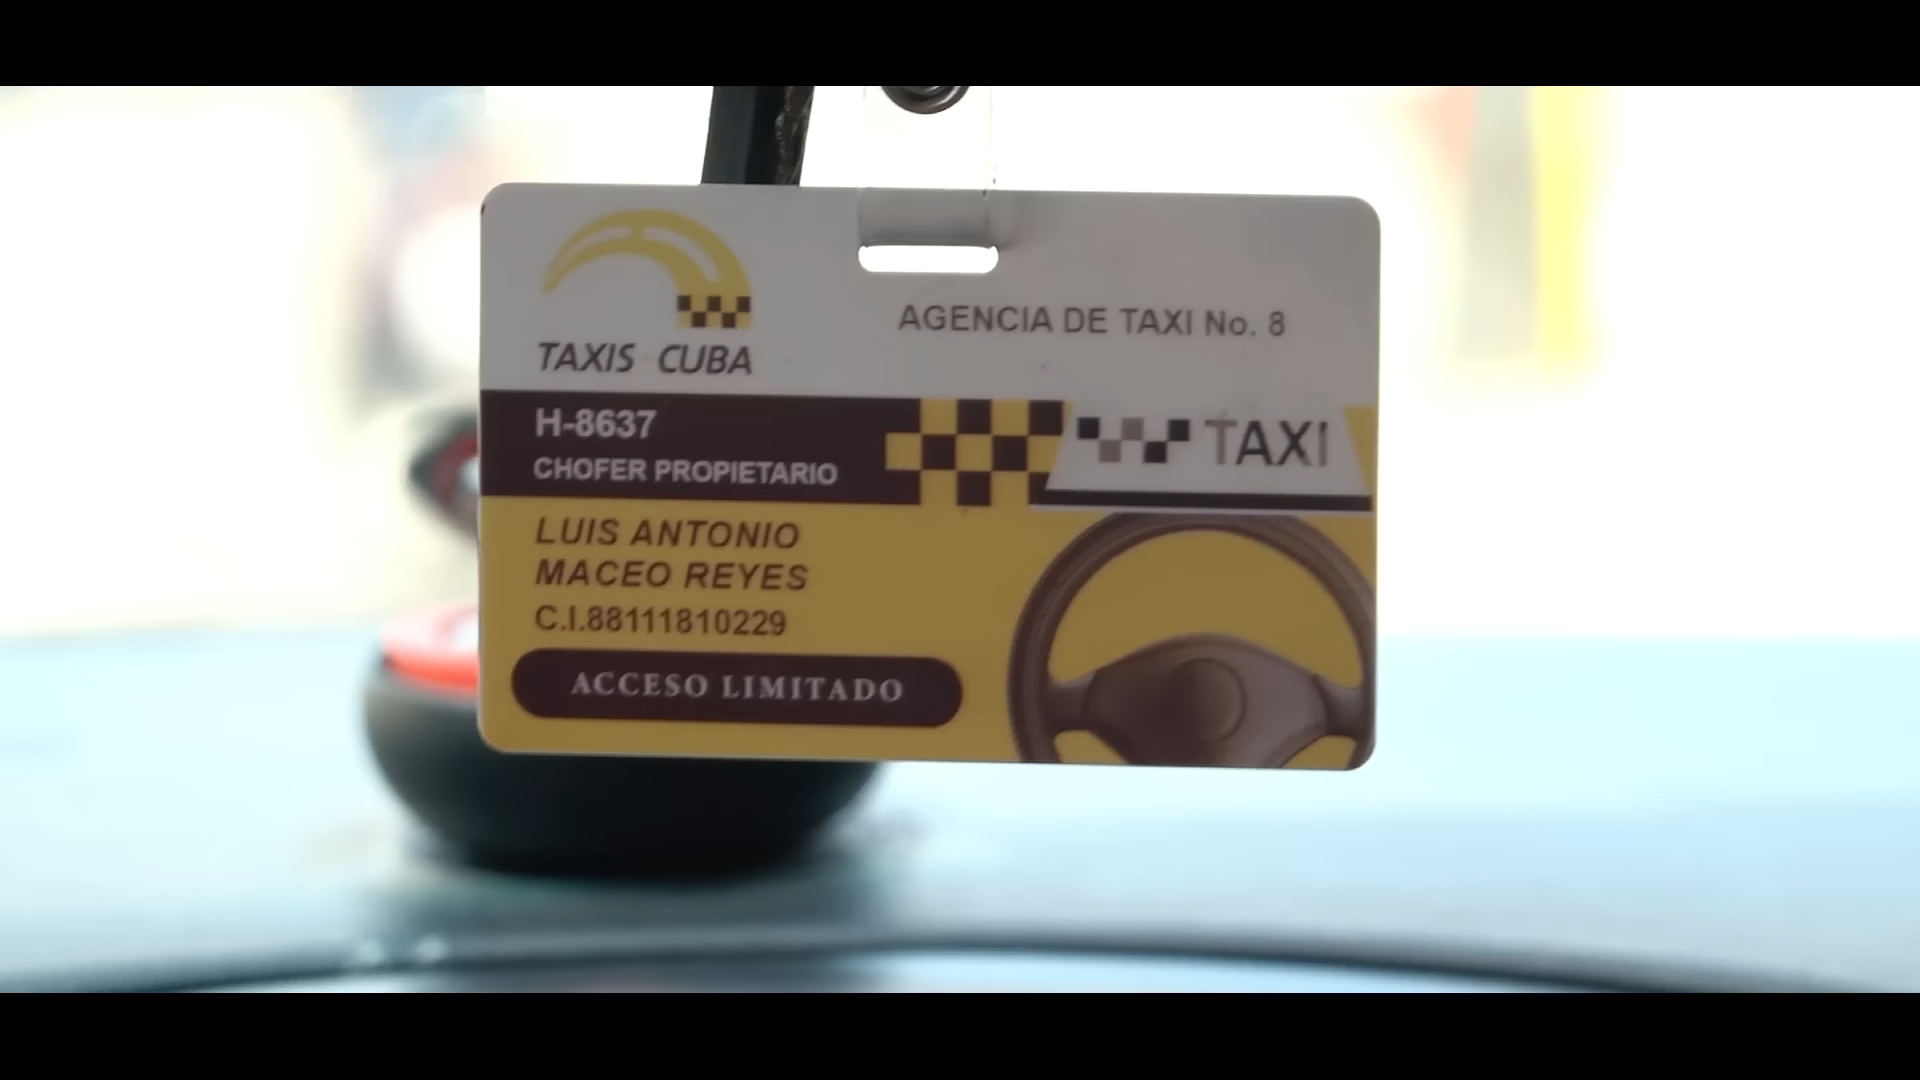 TAXIS CUBA
AGENCIA DE TAXI No. 8
H-8637
CHOFER PROPIETARIO
TAXI
LUIS ANTONIO
MACEO REYES
C.I.88111810229
ACCESO LIMITADO